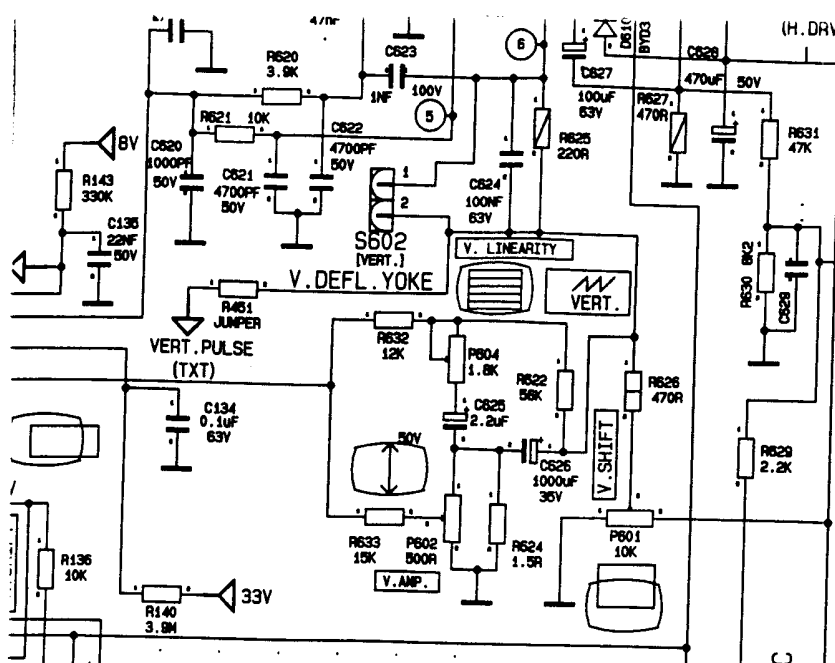 47nF
6
D610
BYD3
(H.DRV
R620
3.9K
C623
1NF
100V
C627
100uF
63V
C628
470uF
50V
R627
470R
R631
47K
5
R621
10K
C620
1000PF
50V
C621
4700PF
50V
C622
4700PF
50V
8V
R143
330K
C135
22NF
50V
1
2
S602
[VERT.]
V.DEFL.YOKE
C624
100NF
63V
R625
220R
V. LINEARITY
VERT.
R630
8K2
C629
R451
JUMPER
VERT.PULSE
(TXT)
R632
12K
P604
1.8K
R622
56K
R626
470R
C134
0.1uF
63V
C625
2.2uF
50V
C626
1000uF
35V
V.SHIFT
R629
2.2K
R136
10K
R633
15K
P602
500R
R624
1.5R
P601
10K
V.AMP.
R140
3.9M
33V
C